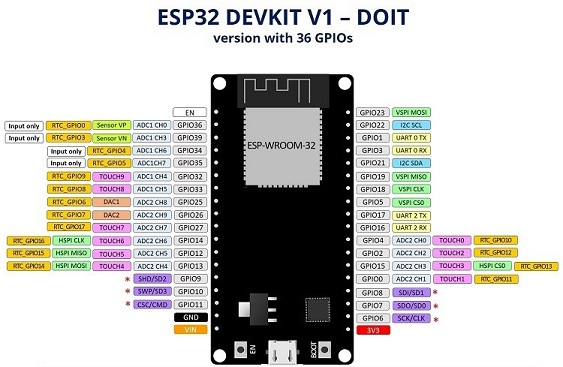 ESP32 DEVKIT V1 – DOIT
version with 36 GPIOs
EN
Input only RTC_GPIO0 Sensor VP ADC1 CH0 GPIO36
Input only RTC_GPIO3 Sensor VN ADC1 CH3 GPIO39
Input only RTC_GPIO4 ADC1 CH6 GPIO34
Input only RTC_GPIO5 ADC1CH7 GPIO35
RTC_GPIO9 TOUCH9 ADC1 CH4 GPIO32
RTC_GPIO8 TOUCH8 ADC1 CH5 GPIO33
RTC_GPIO6 DAC1 ADC2 CH8 GPIO25
RTC_GPIO7 DAC2 ADC2 CH9 GPIO26
RTC_GPIO17 TOUCH7 ADC2 CH7 GPIO27
RTC_GPIO16 HSPI CLK TOUCH6 ADC2 CH6 GPIO14
RTC_GPIO15 HSPI MISO TOUCH5 ADC2 CH5 GPIO12
RTC_GPIO14 HSPI MOSI TOUCH4 ADC2 CH4 GPIO13
* SHD/SD2 GPIO9
* SWP/SD3 GPIO10
* CSC/CMD GPIO11
GND
VIN
ESP-WROOM-32
EN
BOOT
GPIO23 VSPI MOSI
GPIO22 I2C SCL
GPIO1 UART 0 TX
GPIO3 UART 0 RX
GPIO21 I2C SDA
GPIO19 VSPI MISO
GPIO18 VSPI CLK
GPIO5 VSPI CS0
GPIO17 UART 2 TX
GPIO16 UART 2 RX
GPIO4 ADC2 CH0 TOUCH0 RTC_GPIO10
GPIO2 ADC2 CH2 TOUCH2 RTC_GPIO12
GPIO15 ADC2 CH3 TOUCH3 HSPI CS0 RTC_GPIO13
GPIO0 ADC2 CH1 TOUCH1 RTC_GPIO11
GPIO8 SDI/SD1 *
GPIO7 SDO/SD0 *
GPIO6 SCK/CLK *
3V3